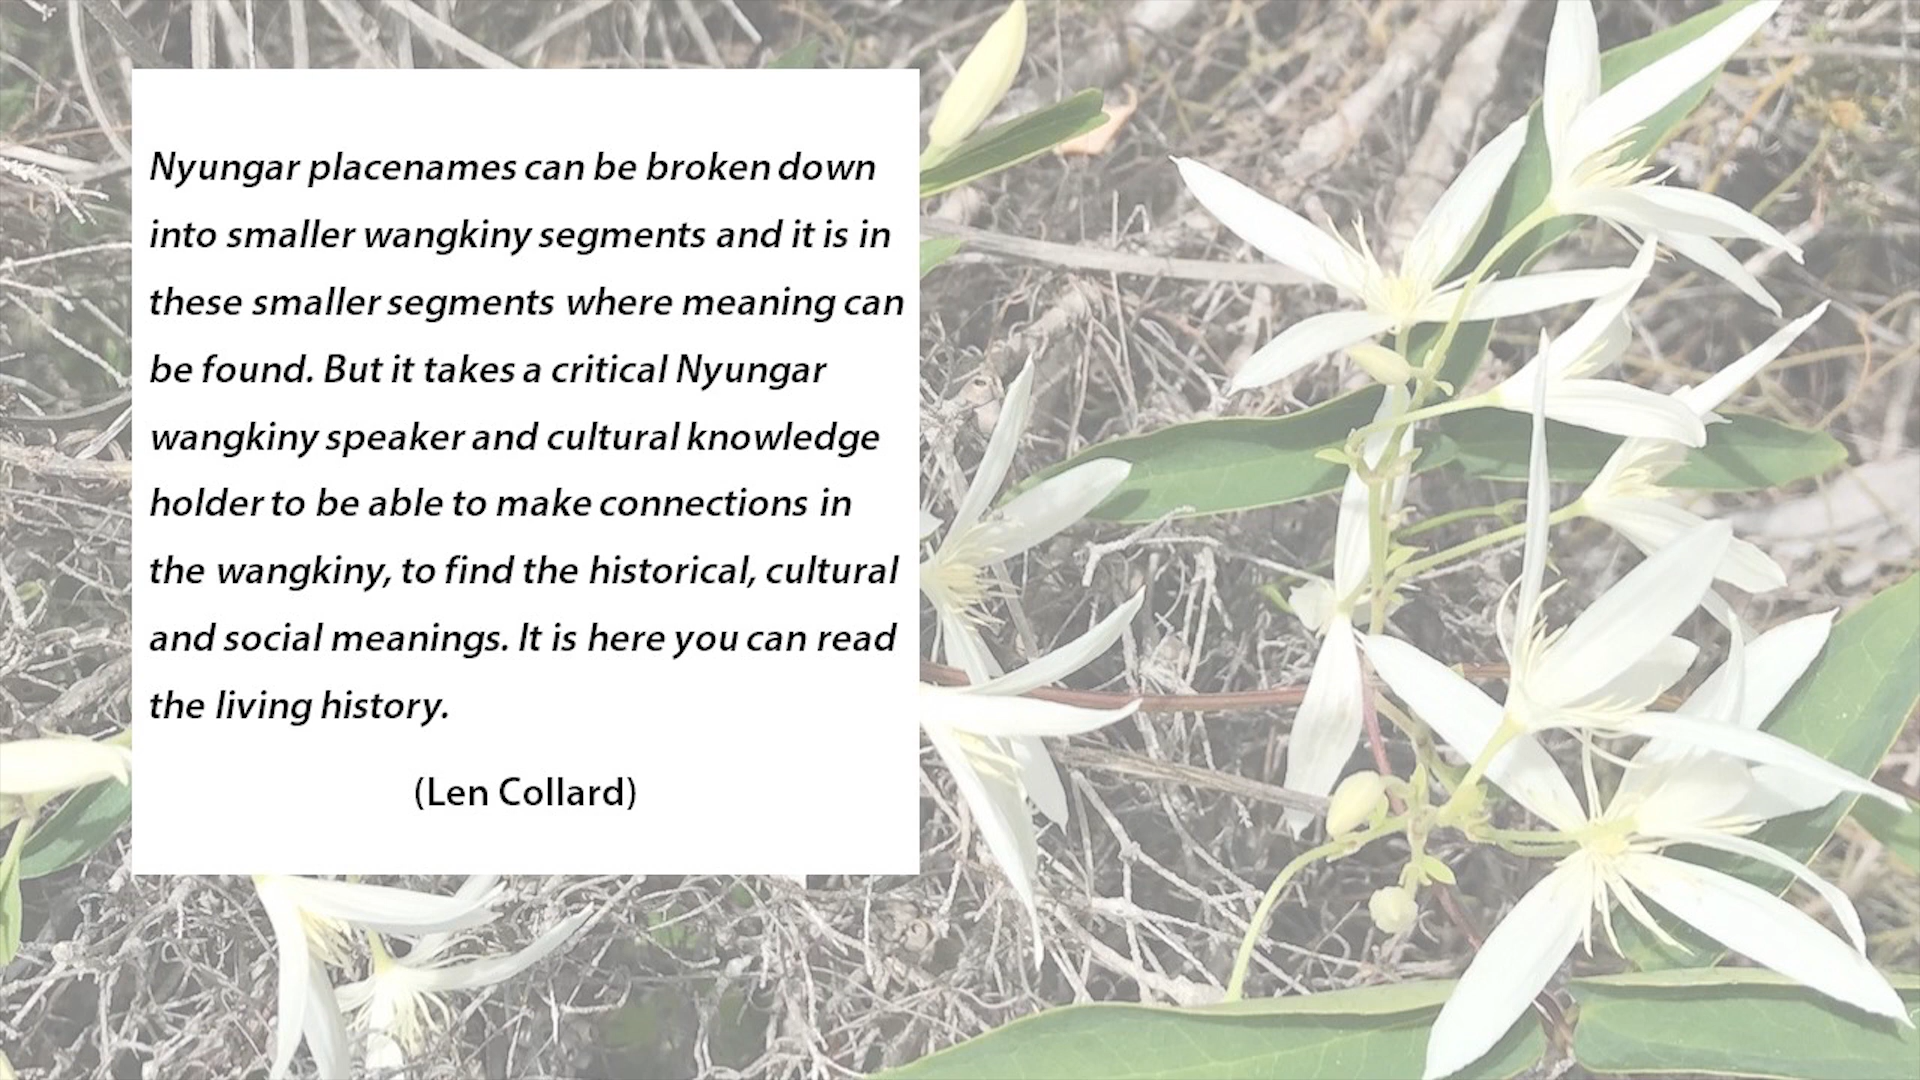 Nyungar placenames can be broken down
into smaller wangkiny segments and it is in
these smaller segments where meaning can
be found. But it takes a critical Nyungar
wangkiny speaker and cultural knowledge
holder to be able to make connections in
the wangkiny, to find the historical, cultural
and social meanings. It is here you can read
the living history.
(Len Collard)